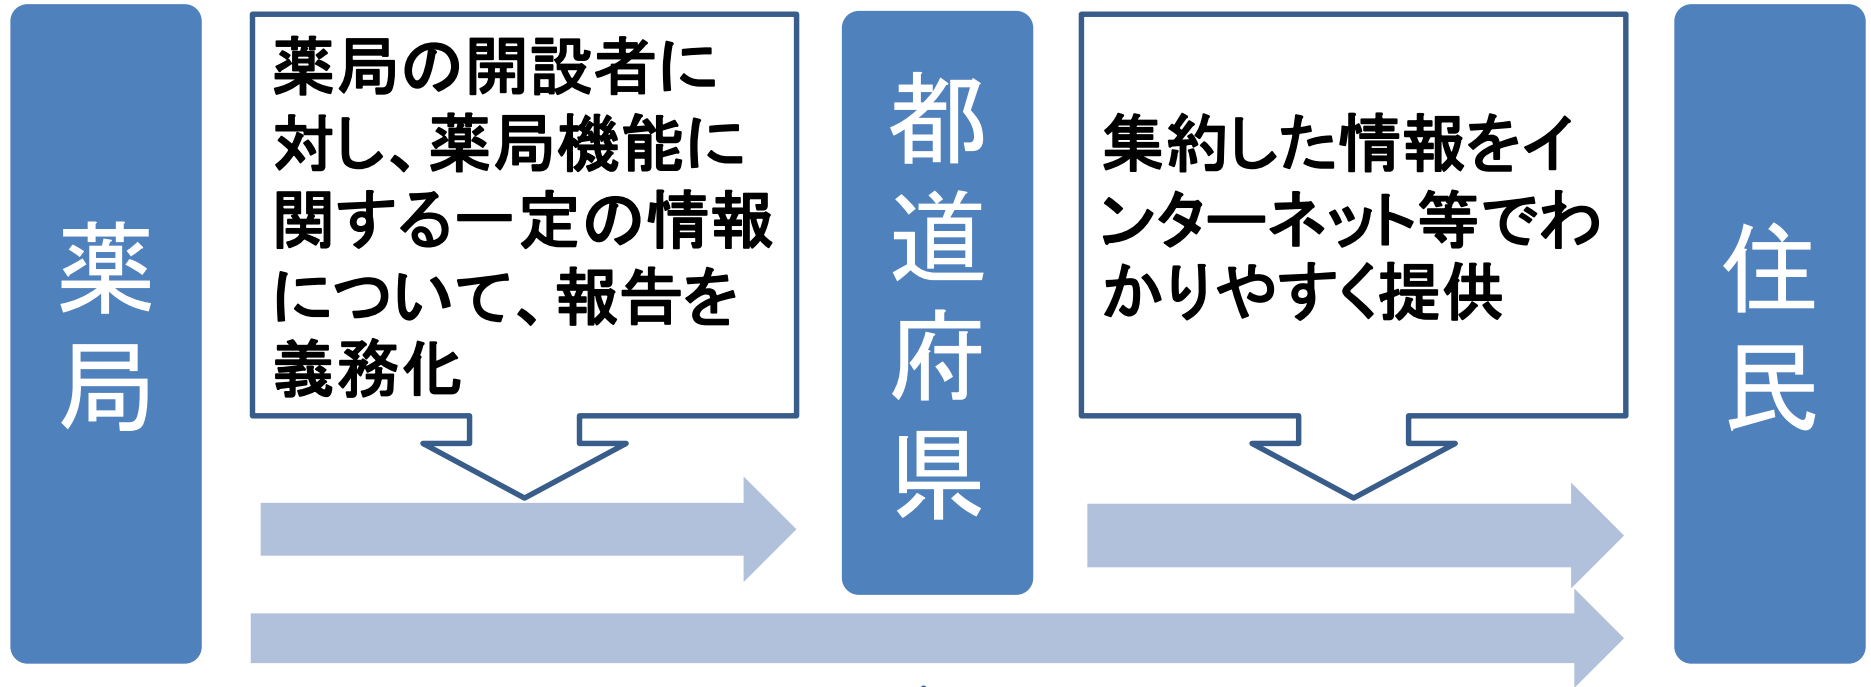 薬局
薬局の開設者に
対し、薬局機能に
関する一定の情報
について、報告を
義務化
都道府県
集約した情報をイ
ンターネット等でわ
かりやすく提供
住民